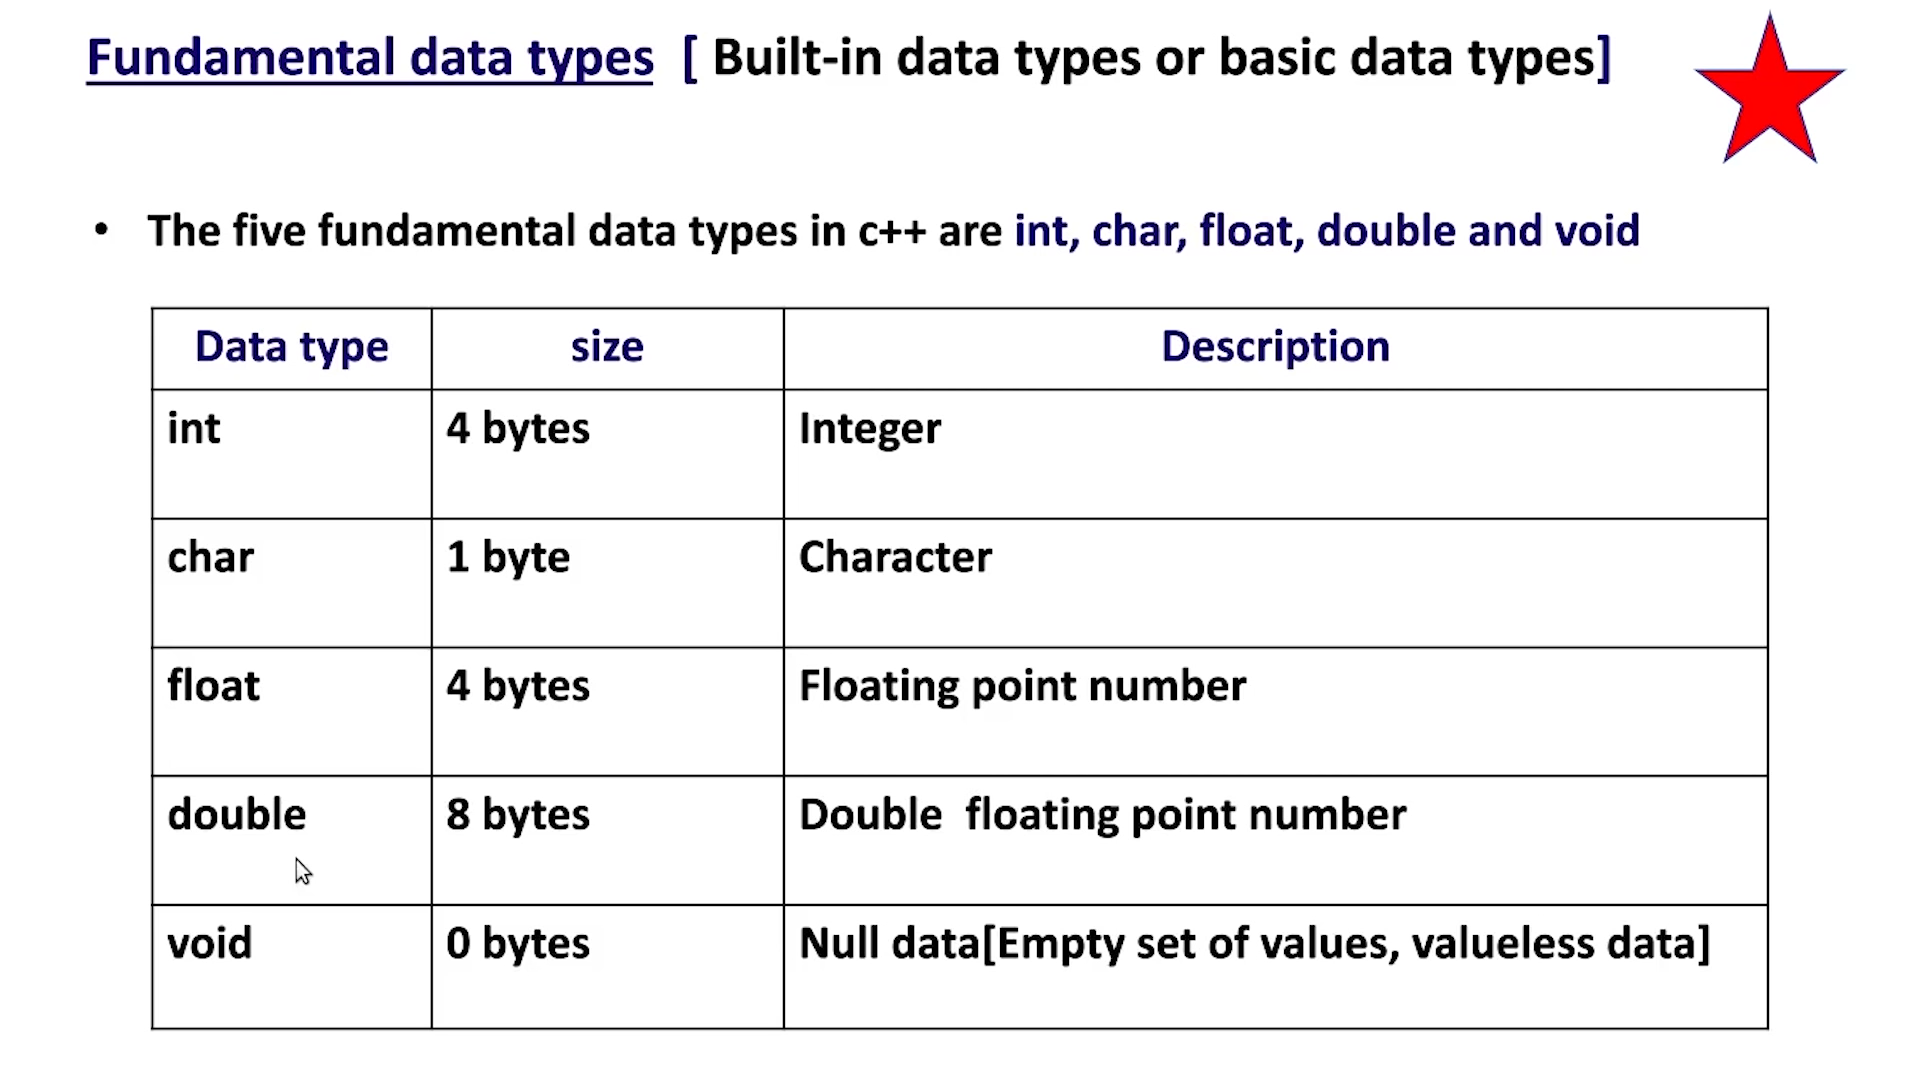 Fundamental data types [ Built-in data types or basic data types]
• The five fundamental data types in c++ are int, char, float, double and void
Data type size Description
int 4 bytes Integer
char 1 byte Character
float 4 bytes Floating point number
double 8 bytes Double floating point number
void 0 bytes Null data[Empty set of values, valueless data]